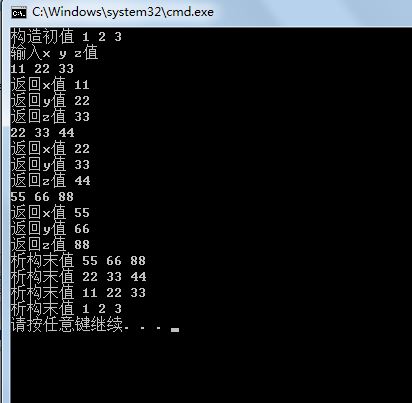 C:\Windows\system32\cmd.exe
构造初值 1 2 3
输入x y z值
11 22 33
返回x值 11
返回y值 22
返回z值 33
22 33 44
返回x值 22
返回y值 33
返回z值 44
55 66 88
返回x值 55
返回y值 66
返回z值 88
析构末值 55 66 88
析构末值 22 33 44
析构末值 11 22 33
析构末值 1 2 3
请按任意键继续. . .